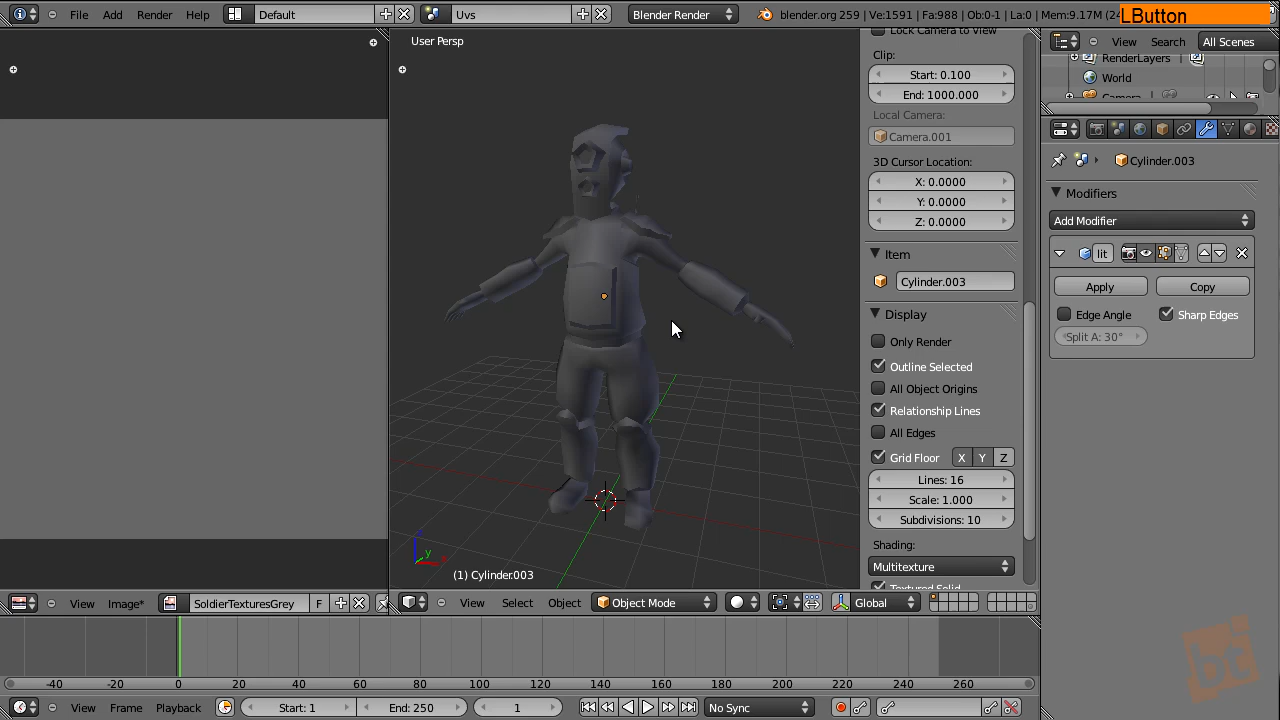 File Add Render Help Default Uvs Blender Render blender.org 259 | Ve:1591 | Fa:988 | Ob:0-1 | La:0 | Mem:9.17M LButton
User Persp
Lock Camera to View
View Search All Scenes
Clip:
RenderLayers
Start: 0.100
World
End: 1000.000
Camera
Local Camera:
Camera.001
3D Cursor Location:
Cylinder.003
X: 0.0000
Modifiers
Y: 0.0000
Z: 0.0000
Add Modifier
Item
lit
Cylinder.003
Apply Copy
Display
Edge Angle Sharp Edges
Only Render
Split A: 30°
Outline Selected
All Object Origins
Relationship Lines
All Edges
Grid Floor X Y Z
Lines: 16
Scale: 1.000
Subdivisions: 10
Shading:
Multitexture
Textured Solid
y
(1) Cylinder.003
View Image* SoldierTexturesGrey F View Select Object Object Mode Global
-40 -20 0 20 40 60 80 100 120 140 160 180 200 220 240 260
View Frame Playback Start: 1 End: 250 1 No Sync
bt